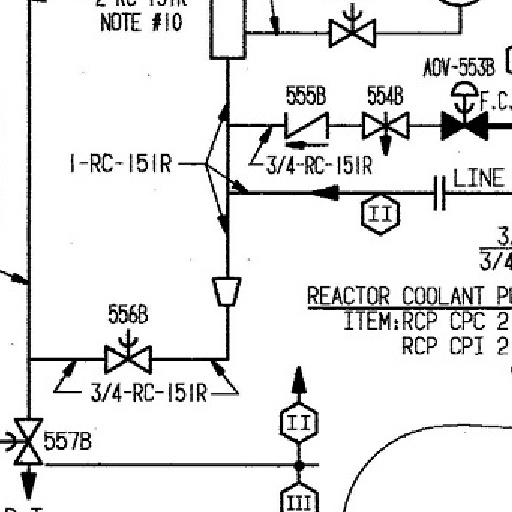 2-RC-151R
NOTE #10
AOV-553B
555B
554B
F.C.
1-RC-151R
3/4-RC-151R
LINE
II
3/4
REACTOR COOLANT
ITEM:RCP CPC 2
RCP CPI 2
556B
3/4-RC-151R
II
557B
III